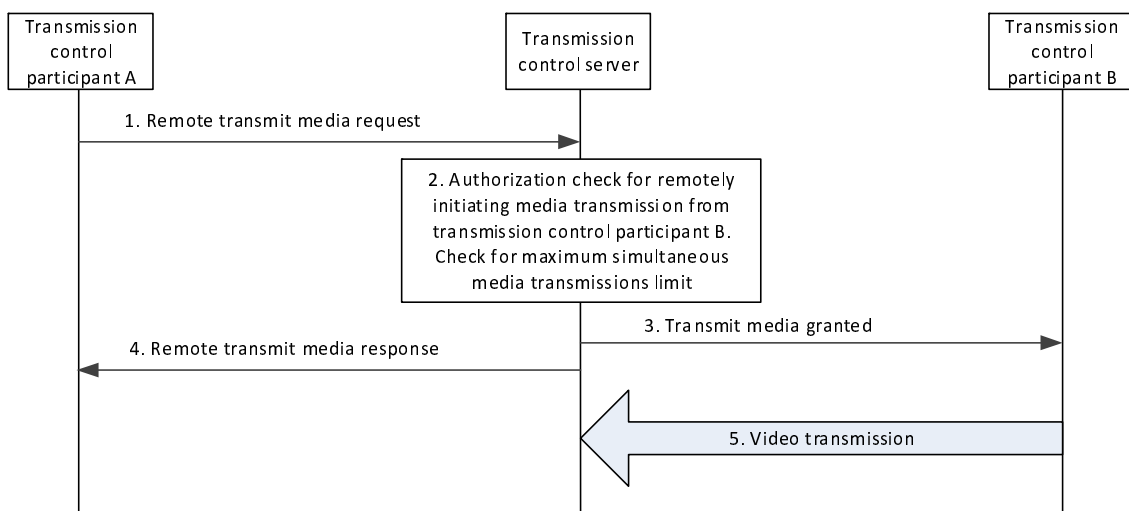 Transmission
control
participant A
Transmission
control server
Transmission
control
participant B
1. Remote transmit media request
2. Authorization check for remotely
initiating media transmission from
transmission control participant B.
Check for maximum simultaneous
media transmissions limit
3. Transmit media granted
4. Remote transmit media response
5. Video transmission